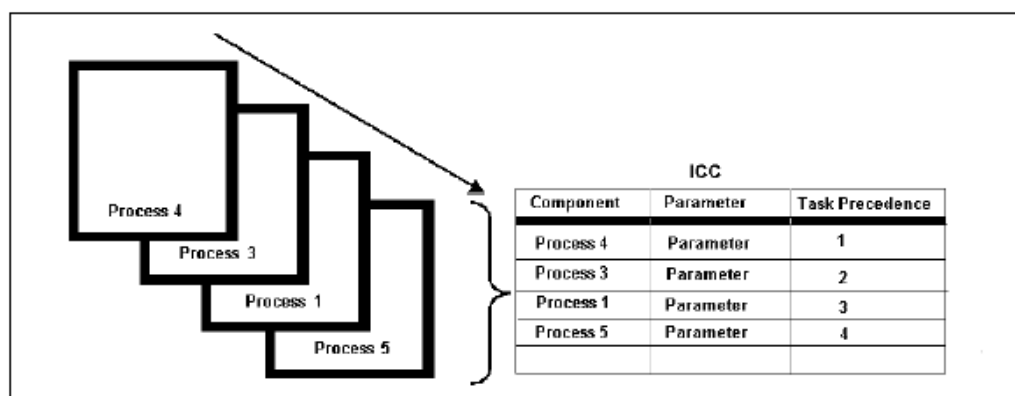 Process 4
Process 3
Process 1
Process 5
ICC
Component Parameter Task Precedence
Process 4 Parameter 1
Process 3 Parameter 2
Process 1 Parameter 3
Process 5 Parameter 4